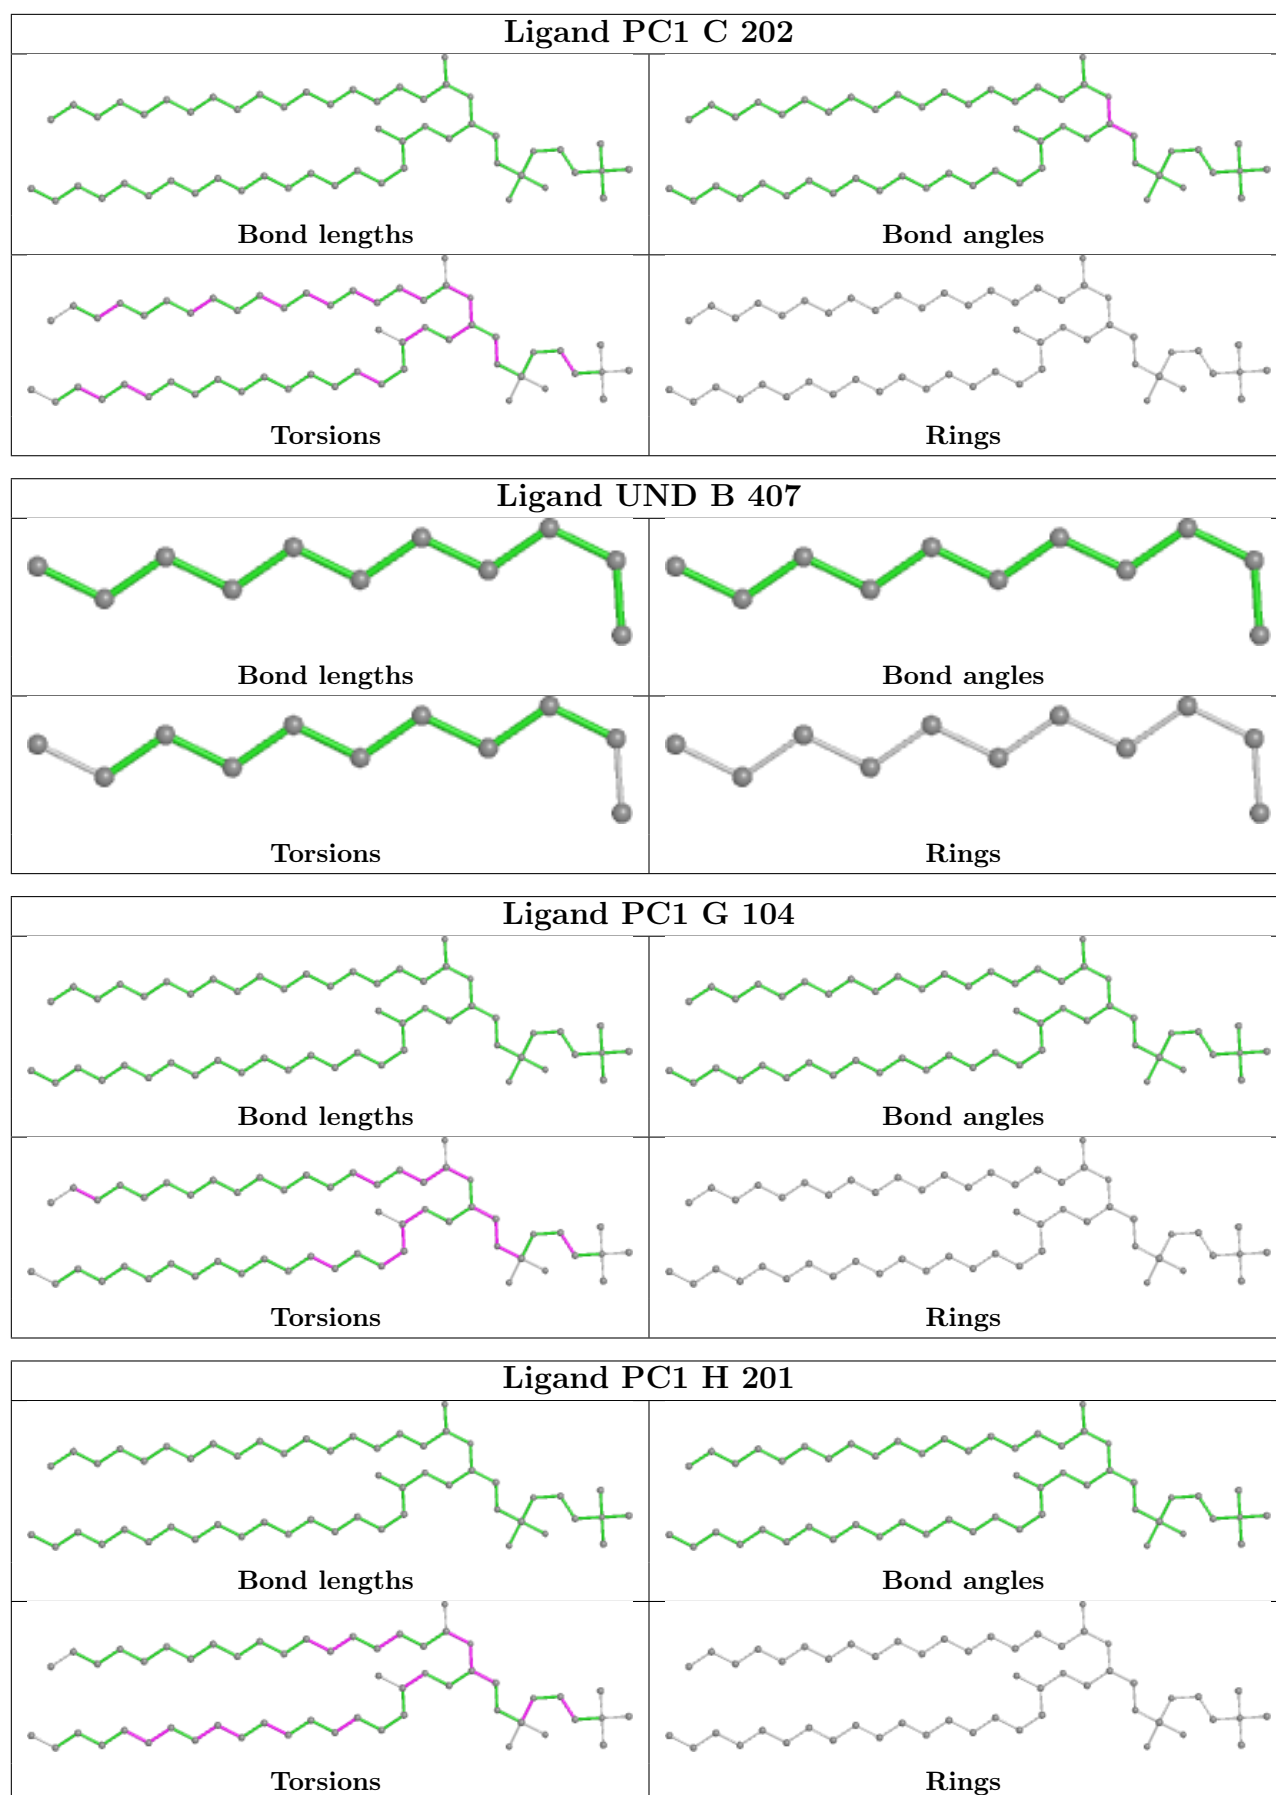 Ligand PC1 C 202
Bond lengths
Bond angles
Torsions
Rings
Ligand UND B 407
Bond lengths
Bond angles
Torsions
Rings
Ligand PC1 G 104
Bond lengths
Bond angles
Torsions
Rings
Ligand PC1 H 201
Bond lengths
Bond angles
Torsions
Rings